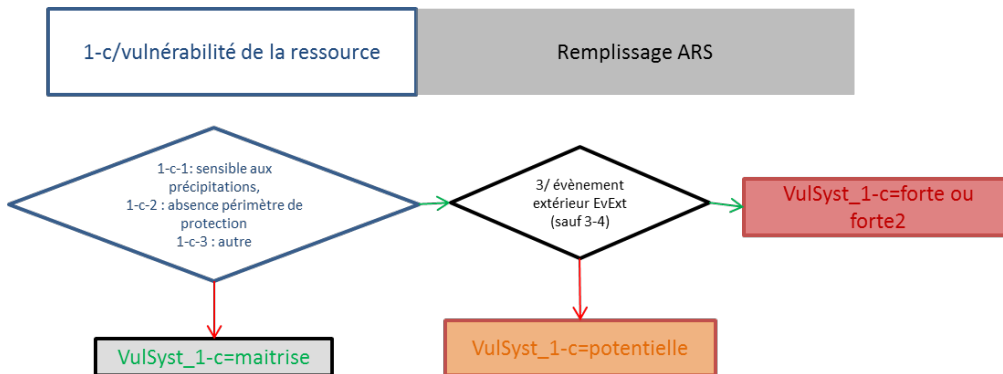 1-c/vulnérabilité de la ressource
Remplissage ARS
1-c-1: sensible aux
précipitations,
1-c-2 : absence périmètre de
protection
1-c-3 : autre
3/ évènement
extérieur EvExt
(sauf 3-4)
VulSyst_1-c=forte ou
forte2
VulSyst_1-c=maitrise
VulSyst_1-c=potentielle